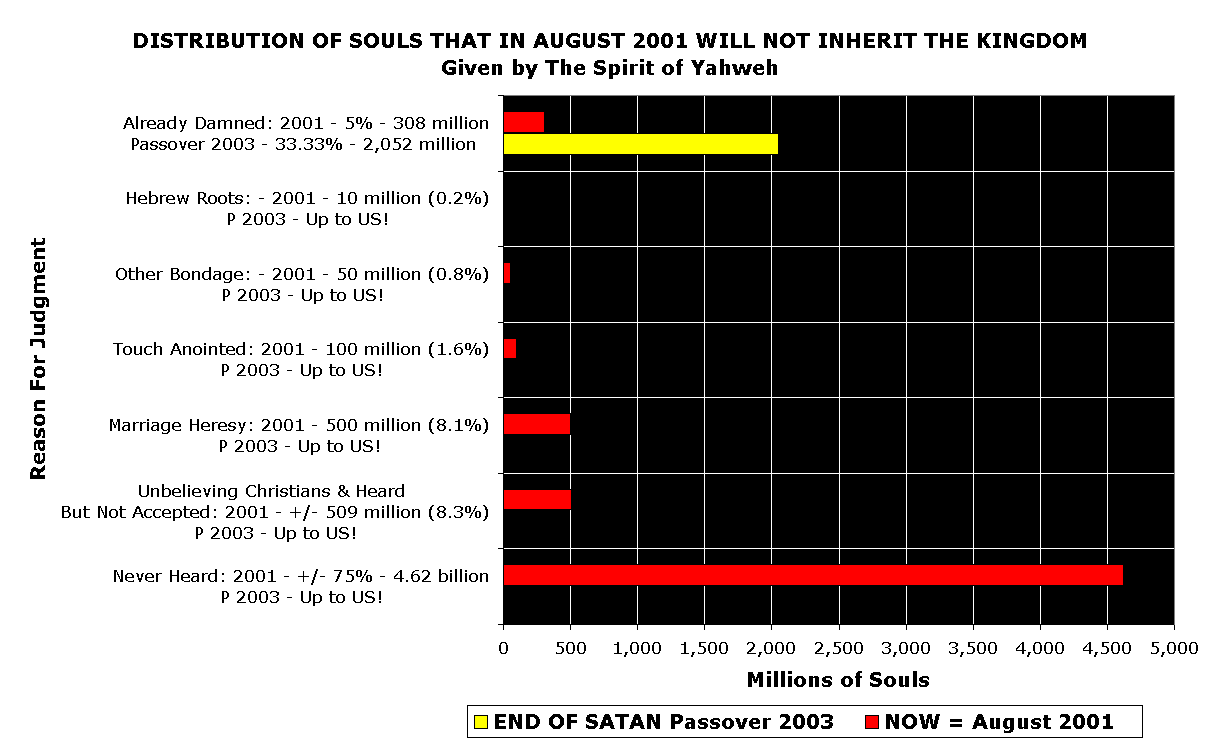 DISTRIBUTION OF SOULS THAT IN AUGUST 2001 WILL NOT INHERIT THE KINGDOM
Given by The Spirit of Yahweh
Reason For Judgment
Already Damned: 2001 - 5% - 308 million
Passover 2003 - 33.33% - 2,052 million
Hebrew Roots: - 2001 - 10 million (0.2%)
P 2003 - Up to US!
Other Bondage: - 2001 - 50 million (0.8%)
P 2003 - Up to US!
Touch Anointed: 2001 - 100 million (1.6%)
P 2003 - Up to US!
Marriage Heresy: 2001 - 500 million (8.1%)
P 2003 - Up to US!
Unbelieving Christians & Heard
But Not Accepted: 2001 - +/- 509 million (8.3%)
P 2003 - Up to US!
Never Heard: 2001 - +/- 75% - 4.62 billion
P 2003 - Up to US!
0 500 1,000 1,500 2,000 2,500 3,000 3,500 4,000 4,500 5,000
Millions of Souls
END OF SATAN Passover 2003 NOW = August 2001